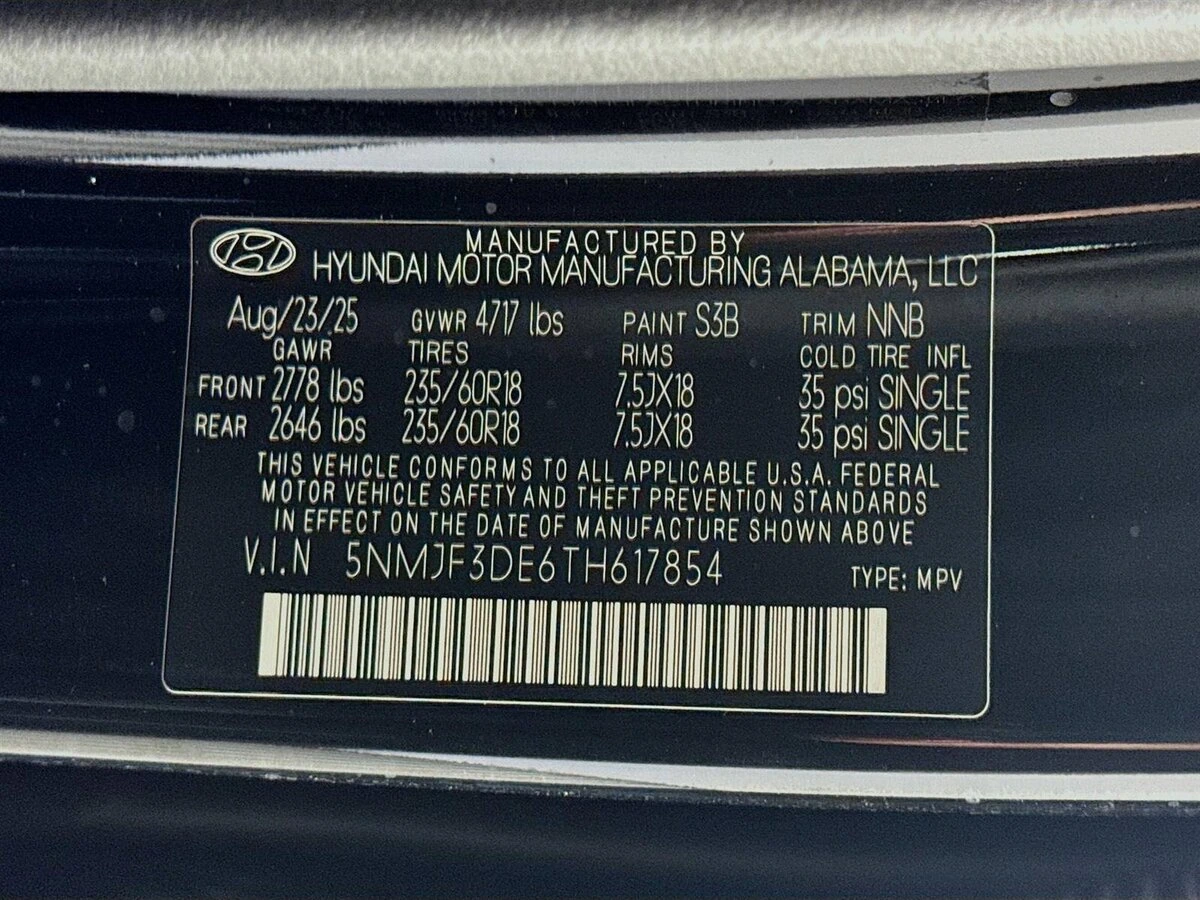 MANUFACTURED BY
HYUNDAI MOTOR MANUFACTURING ALABAMA, LLC
Aug/23/25 GVWR 4717 lbs PAINT S3B TRIM NNB
GAWR TIRES RIMS COLD TIRE INFL
FRONT 2778 lbs 235/60R18 7.5JX18 35 psi SINGLE
REAR 2646 lbs 235/60R18 7.5JX18 35 psi SINGLE
THIS VEHICLE CONFORMS TO ALL APPLICABLE U.S.A. FEDERAL
MOTOR VEHICLE SAFETY AND THEFT PREVENTION STANDARDS
IN EFFECT ON THE DATE OF MANUFACTURE SHOWN ABOVE
V.I.N 5NMJF3DE6TH617854 TYPE: MPV